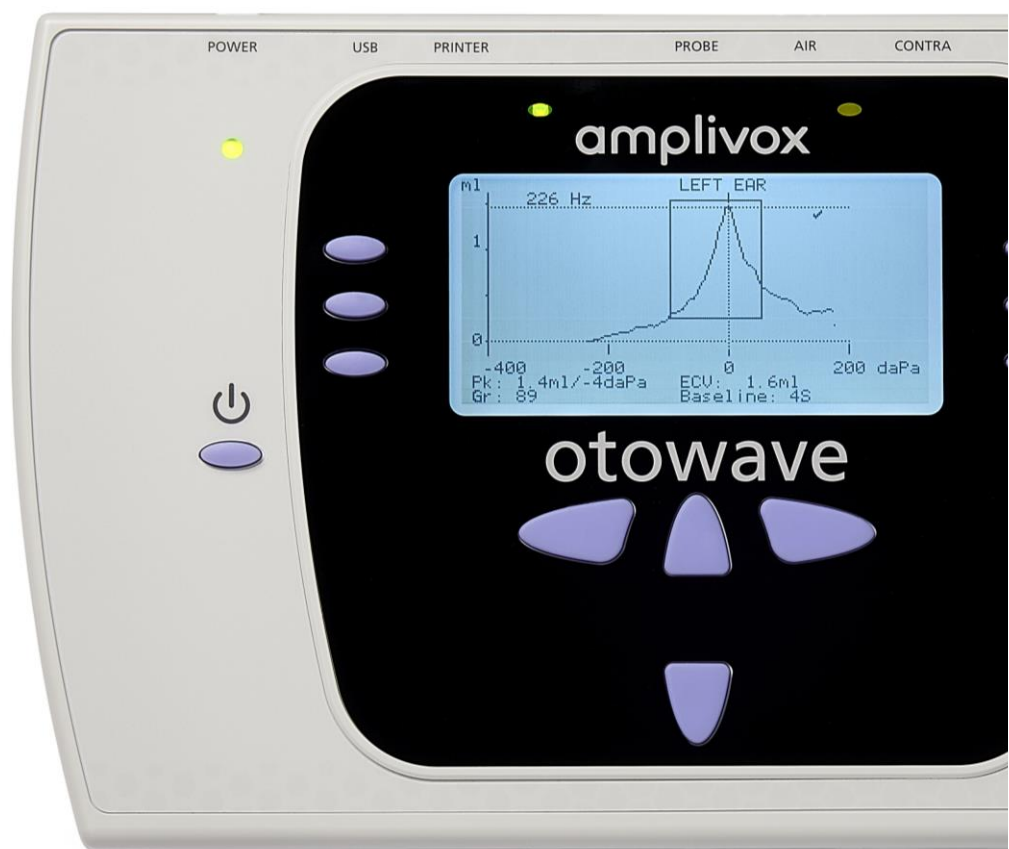 POWER USB PRINTER PROBE AIR CONTRA
amplivox
ml LEFT EAR
226 Hz
1
0
-400 -200 0 200 daPa
Pk: 1.4ml/-4daPa ECV: 1.6ml
Gr: 89 Baseline: 4S
otowave